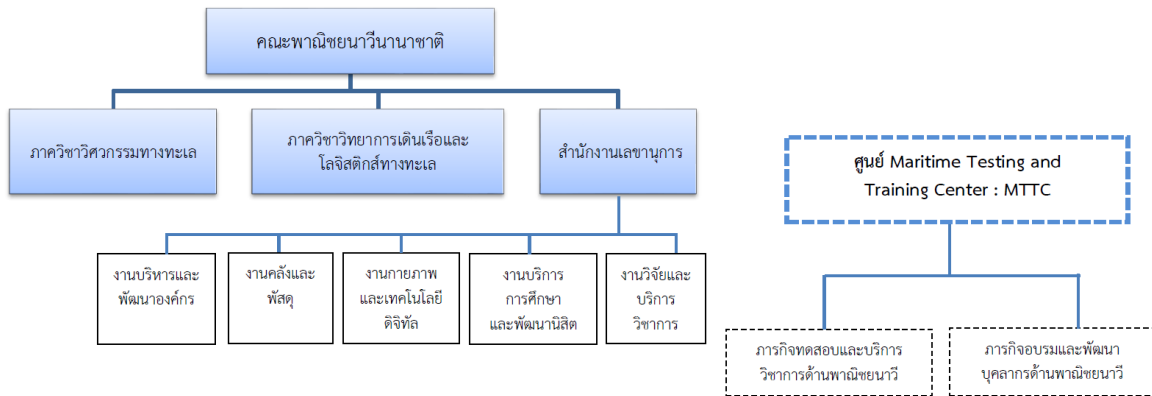 คณะพาณิชยนาวีนานาชาติ
ภาควิชาวิศวกรรมทางทะเล
ภาควิชาวิทยาการเดินเรือและ
โลจิสติกส์ทางทะเล
สำนักงานเลขานุการ
งานบริหารและ
พัฒนาองค์กร
งานคลังและ
พัสดุ
งานกายภาพ
และเทคโนโลยี
ดิจิทัล
งานบริการ
การศึกษา
และพัฒนานิสิต
งานวิจัยและ
บริการ
วิชาการ
ศูนย์ Maritime Testing and
Training Center : MTTC
ภารกิจทดสอบและบริการ
วิชาการด้านพาณิชยนาวี
ภารกิจอบรมและพัฒนา
บุคลากรด้านพาณิชยนาวี